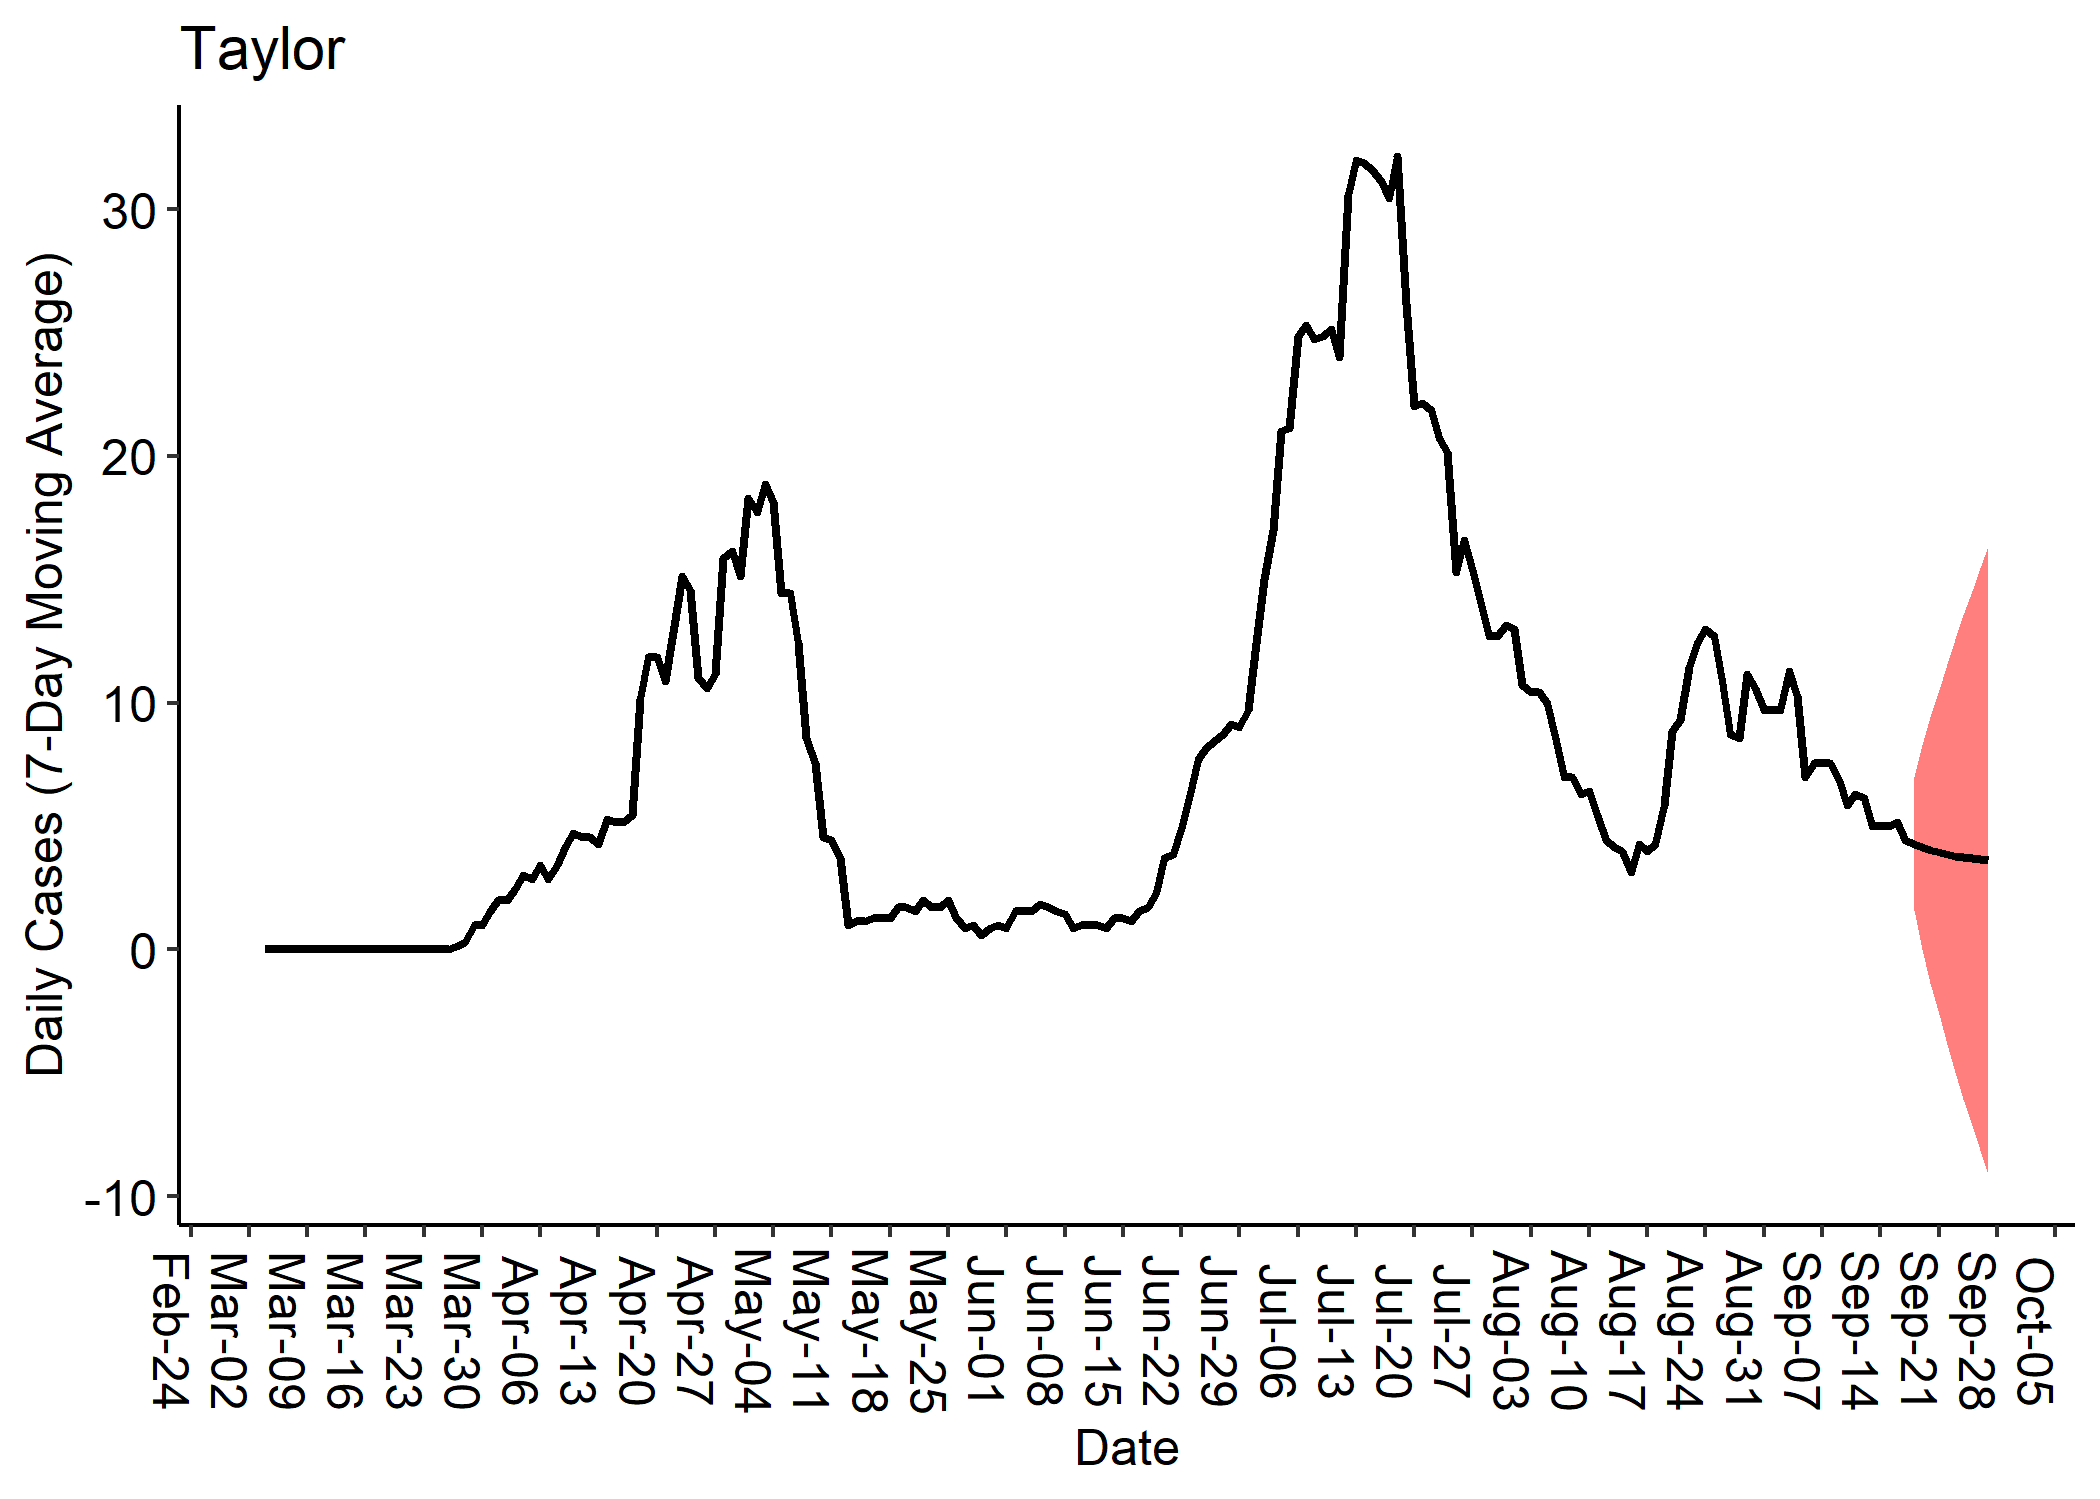 Taylor
Daily Cases (7-Day Moving Average)
30
20
10
0
-10
Feb-24
Mar-02
Mar-09
Mar-16
Mar-23
Mar-30
Apr-06
Apr-13
Apr-20
Apr-27
May-04
May-11
May-18
May-25
Jun-01
Jun-08
Jun-15
Jun-22
Jun-29
Jul-06
Jul-13
Jul-20
Jul-27
Aug-03
Aug-10
Aug-17
Aug-24
Aug-31
Sep-07
Sep-14
Sep-21
Sep-28
Oct-05
Date